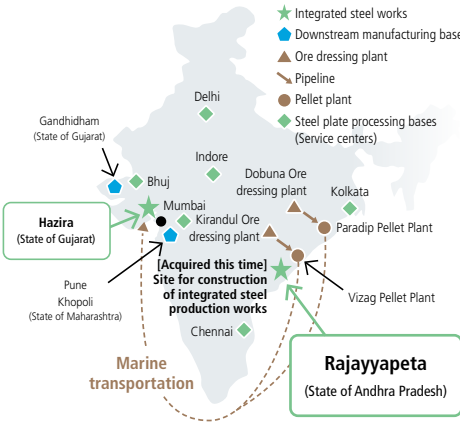 Integrated steel works
Downstream manufacturing base
Ore dressing plant
Pipeline
Pellet plant
Steel plate processing bases
(Service centers)
Delhi
Gandhidham
(State of Gujarat)
Indore
Dobuna Ore
dressing plant
Bhuj
Kolkata
Hazira
(State of Gujarat)
Mumbai
Kirandul Ore
dressing plant
Paradip Pellet Plant
[Acquired this time]
Site for construction
of integrated steel
production works
Pune
Khopoli
(State of Maharashtra)
Vizag Pellet Plant
Chennai
Marine
transportation
Rajayyapeta
(State of Andhra Pradesh)